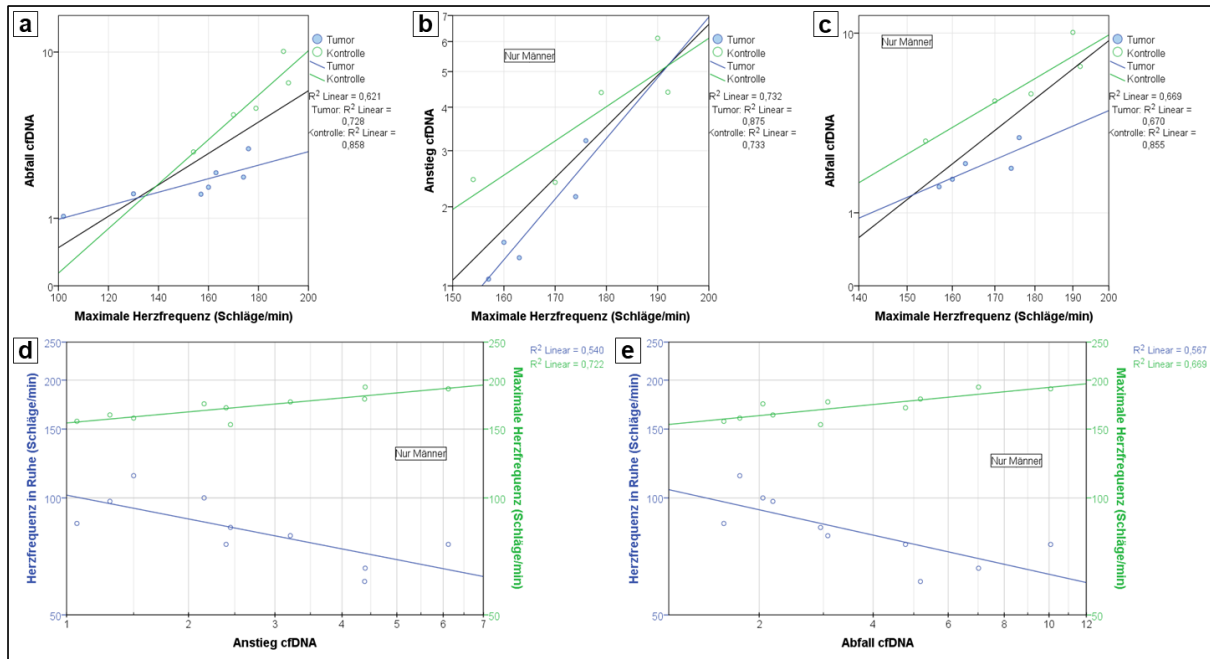 a
Abfall cfDNA
10
1
0
100
120
140
160
180
200
Maximale Herzfrequenz (Schläge/min)
Tumor
Kontrolle
Tumor
Kontrolle
R² Linear = 0,621
Tumor: R² Linear =
0,728
Kontrolle: R² Linear =
0,858
b
Anstieg cfDNA
7
6
5
4
3
2
1
Nur Männer
150
160
170
180
190
200
Maximale Herzfrequenz (Schläge/min)
Tumor
Kontrolle
Tumor
Kontrolle
R² Linear = 0,732
Tumor: R² Linear =
0,875
Kontrolle: R² Linear =
0,733
c
Abfall cfDNA
10
1
0
Nur Männer
140
150
160
170
180
190
200
Maximale Herzfrequenz (Schläge/min)
Tumor
Kontrolle
Tumor
Kontrolle
R² Linear = 0,669
Tumor: R² Linear =
0,670
Kontrolle: R² Linear =
0,855
d
Herzfrequenz in Ruhe (Schläge/min)
250
200
150
100
50
Nur Männer
1
2
3
4
5
6
7
Anstieg cfDNA
250
200
150
100
50
Maximale Herzfrequenz
(Schläge/min)
R² Linear = 0,540
R² Linear = 0,722
e
Herzfrequenz in Ruhe (Schläge/min)
250
200
150
100
50
Nur Männer
2
4
6
8
10
12
Abfall cfDNA
250
200
150
100
50
Maximale Herzfrequenz
(Schläge/min)
R² Linear = 0,567
R² Linear = 0,669